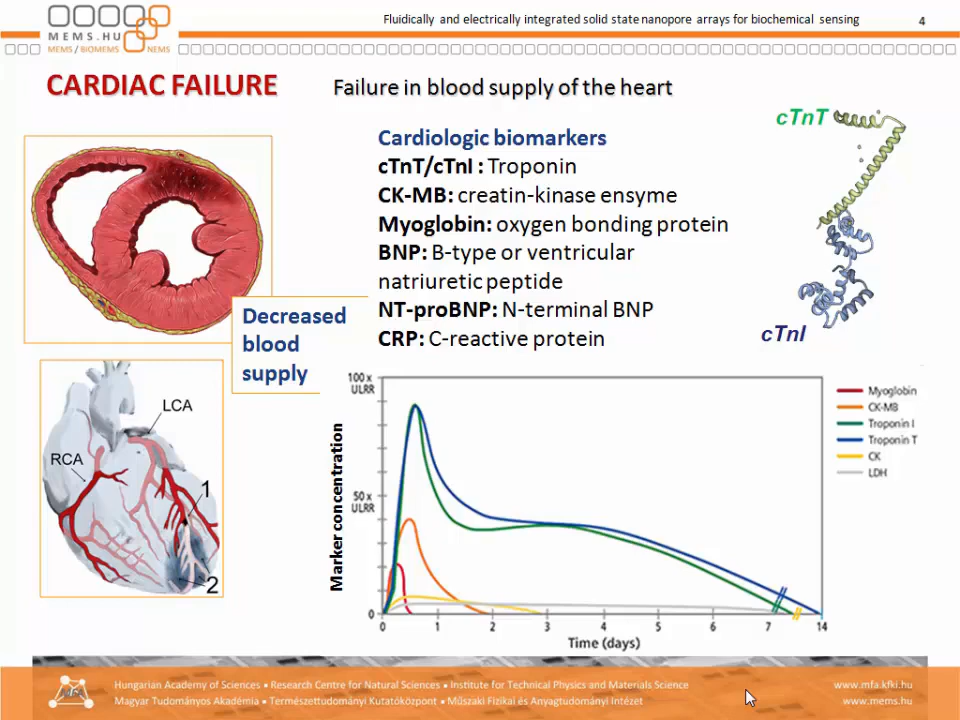 MEMS.HU
MEMS / BIOMEMS NEMS
Fluidically and electrically integrated solid state nanopore arrays for biochemical sensing
4
CARDIAC FAILURE
Failure in blood supply of the heart
Cardiologic biomarkers
cTnT/cTnI : Troponin
CK-MB: creatin-kinase ensyme
Myoglobin: oxygen bonding protein
BNP: B-type or ventricular
natriuretic peptide
NT-proBNP: N-terminal BNP
CRP: C-reactive protein
cTnT
cTnI
Decreased
blood
supply
LCA
RCA
1
2
Marker concentration
100 x
ULRR
50 x
ULRR
0
0 1 2 3 4 5 6 7 14
Time (days)
Myoglobin
CK-MB
Troponin I
Troponin T
CK
LDH
MFA
Hungarian Academy of Sciences • Research Centre for Natural Sciences • Institute for Technical Physics and Materials Science
www.mfa.kfki.hu
Magyar Tudományos Akadémia • Természettudományi Kutatóközpont • Műszaki Fizikai és Anyagtudományi Intézet
www.mems.hu